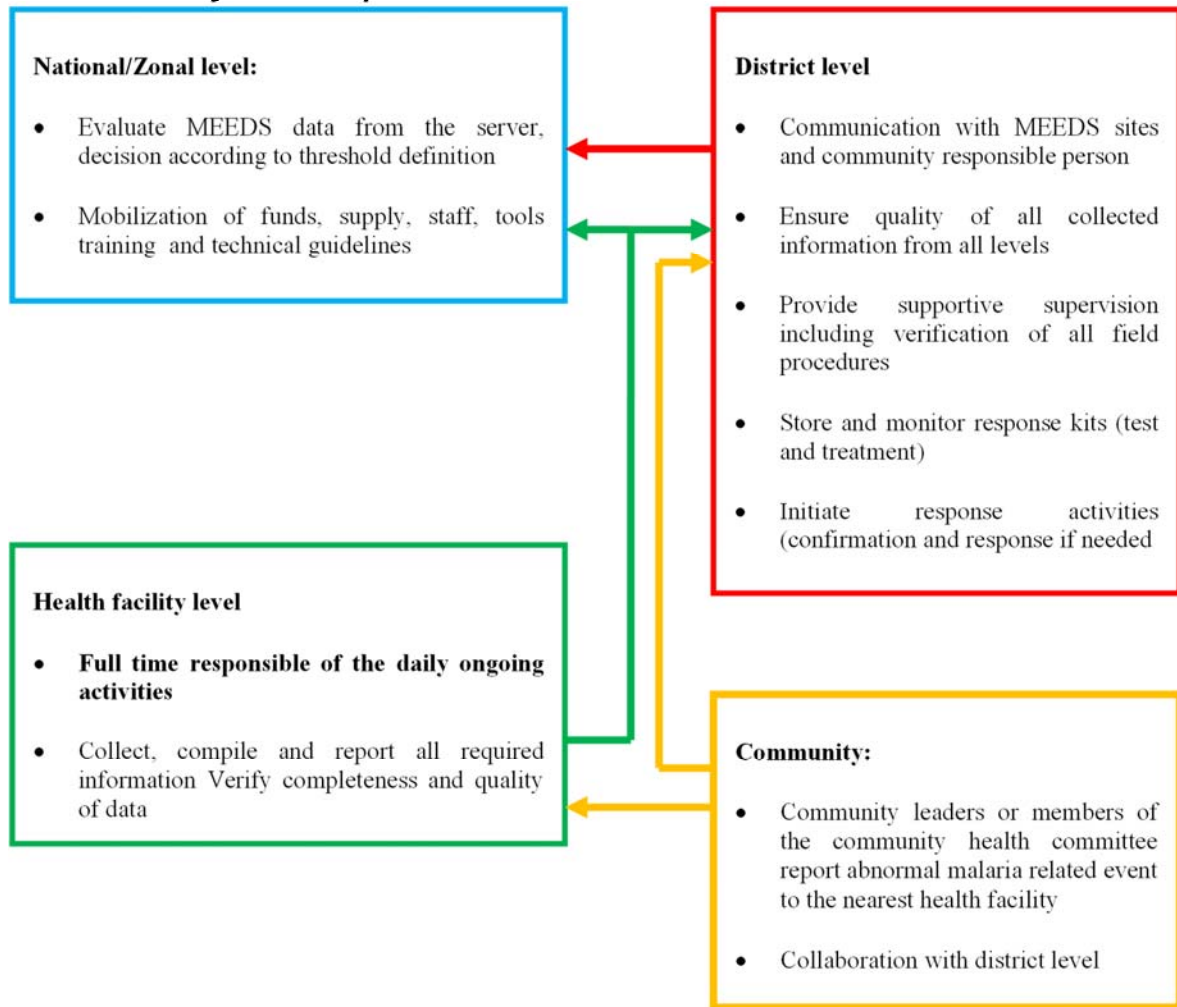 National/Zonal level:
• Evaluate MEEDS data from the server,
decision according to threshold definition
• Mobilization of funds, supply, staff, tools
training and technical guidelines
District level
• Communication with MEEDS sites
and community responsible person
• Ensure quality of all collected
information from all levels
• Provide supportive supervision
including verification of all field
procedures
• Store and monitor response kits (test
and treatment)
• Initiate response activities
(confirmation and response if needed
Health facility level
• Full time responsible of the daily ongoing
activities
• Collect, compile and report all required
information Verify completeness and quality
of data
Community:
• Community leaders or members of
the community health committee
report abnormal malaria related event
to the nearest health facility
• Collaboration with district level